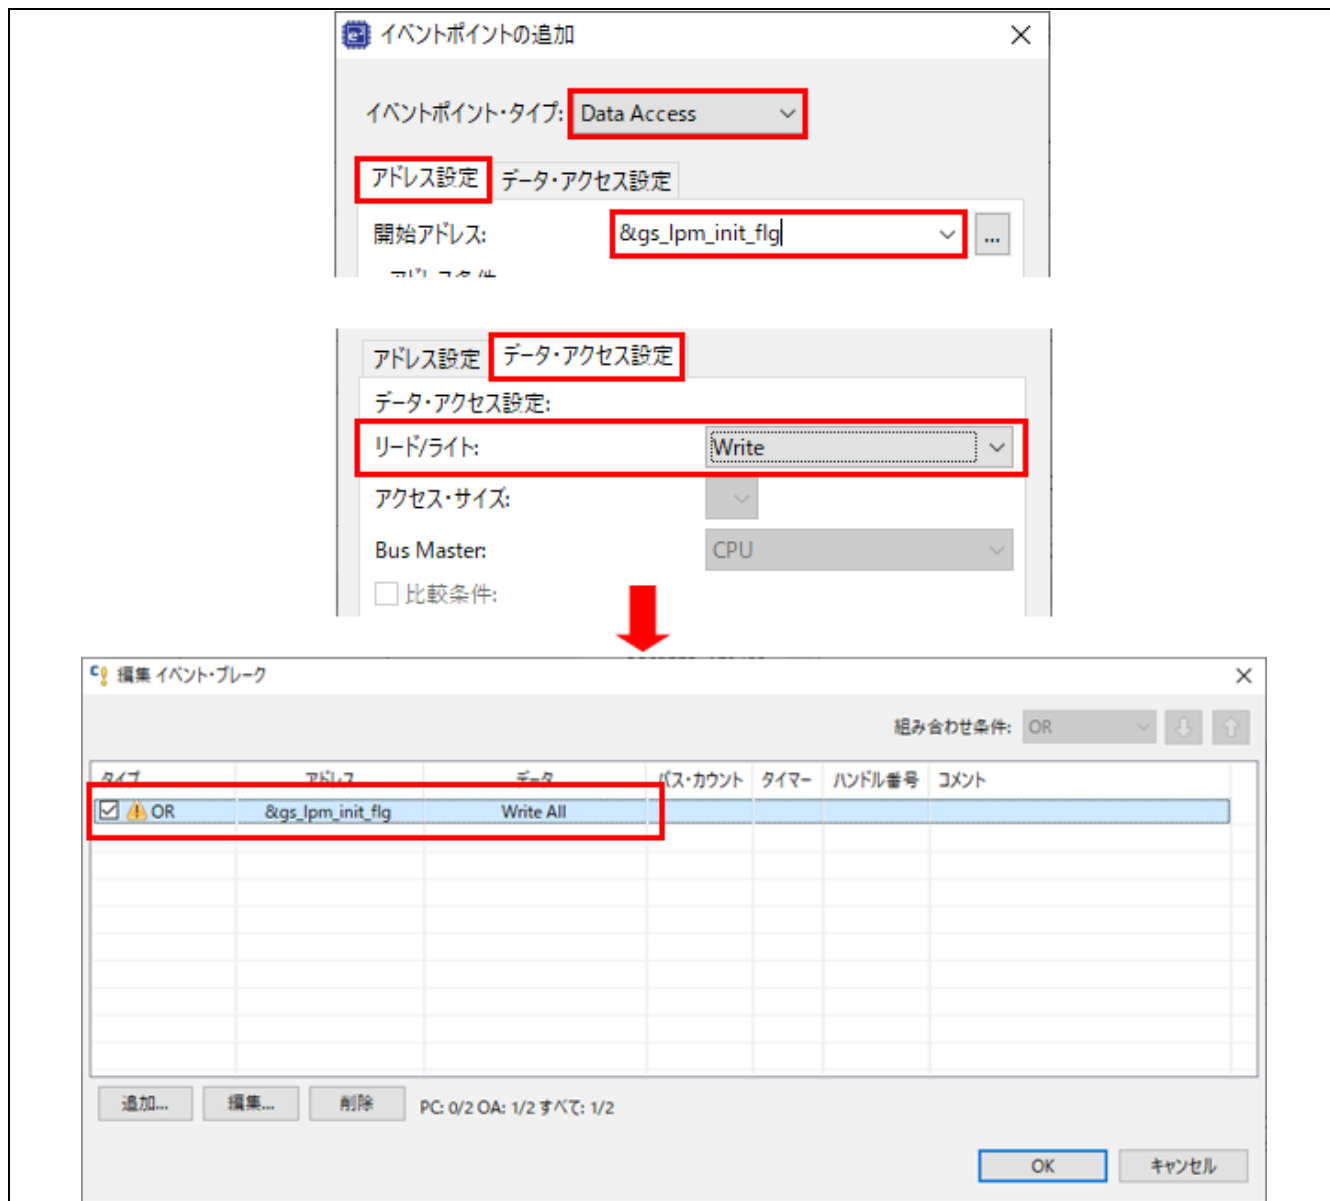 イベントポイントの追加
イベントポイント・タイプ: Data Access
アドレス設定 データ・アクセス設定
開始アドレス: &gs_lpm_init_flg ...
アドレス設定 データ・アクセス設定
データ・アクセス設定:
リード/ライト: Write
アクセス・サイズ:
Bus Master: CPU
比較条件:
編集 イベント・ブレーク
組み合わせ条件: OR
タイプ アドレス データ パス・カウント タイマー ハンドル番号 コメント
OR &gs_lpm_init_flg Write All
追加... 編集... 削除 PC: 0/2 OA: 1/2 すべて: 1/2
OK キャンセル